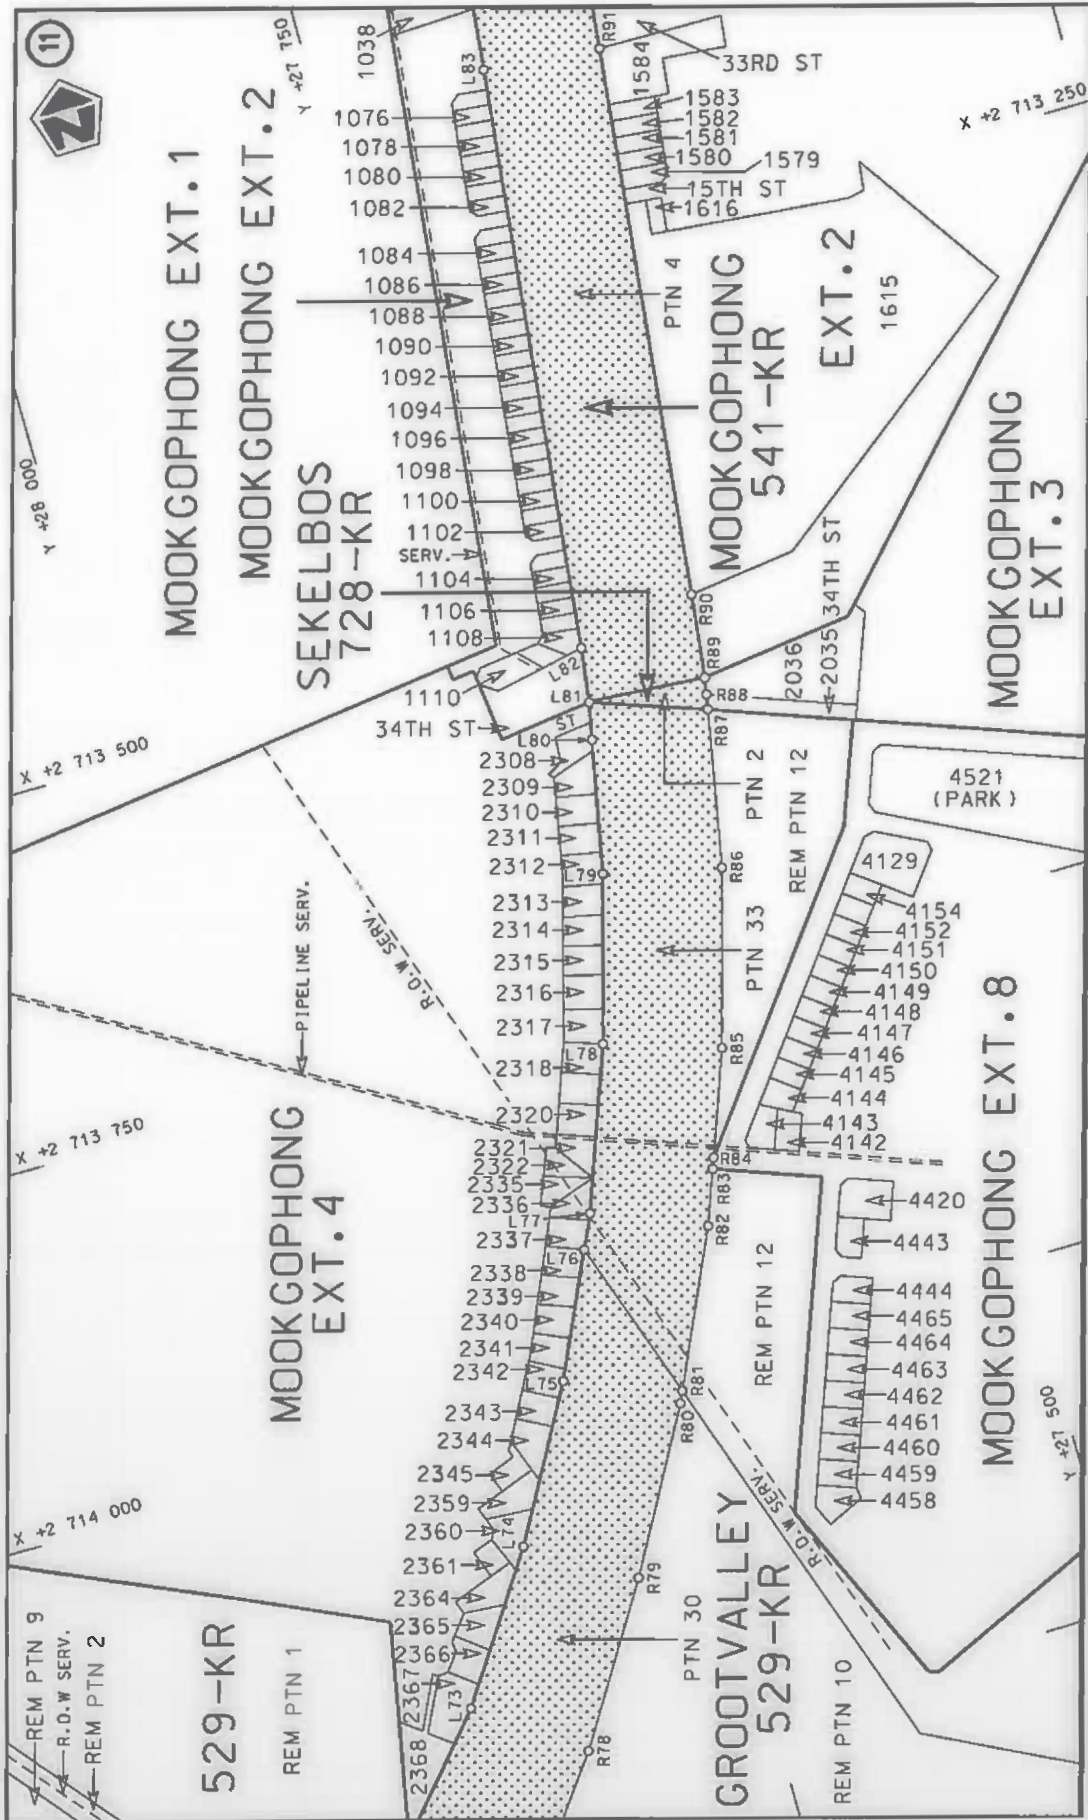 11
Y +27 750
1038
L83
R91
1584
33RD ST
X +2 713 250
MOOKGOPHONG EXT.1
MOOKGOPHONG EXT.2
1076
1078
1080
1082
1084
1086
1088
1090
1092
1094
1096
1098
1100
1102
SERV.
1104
1106
1108
1110
1583
1582
1581
1580
1579
15TH ST
1616
PTN 4
MOOKGOPHONG
541-KR
EXT.2
1615
SEKELBOS
728-KR
Y +28 000
X +2 713 500
34TH ST
L82
L81
ST
L80
R90
R89
R88
R87
2036
2035
34TH ST
MOOKGOPHONG
EXT.3
2308
2309
2310
2311
2312
L79
2313
2314
2315
2316
2317
L78
2318
2320
2321
2322
2335
2336
L77
2337
L76
2338
2339
2340
2341
2342
L75
2343
2344
2345
2359
2360
L74
2361
2364
2365
2366
2367
L73
2368
PTN 2
REM PTN 12
R86
PTN 33
R85
R84
R83
R82
R81
R80
R79
R78
4521
(PARK)
4129
4154
4152
4151
4150
4149
4148
4147
4146
4145
4144
4143
4142
PIPELINE SERV.
R.O.W SERV.
X +2 713 750
MOOKGOPHONG
EXT.4
MOOKGOPHONG EXT.8
4420
4443
4444
4465
4464
4463
4462
4461
4460
4459
4458
REM PTN 12
R.O.W SERV.
Y +27 500
X +2 714 000
REM PTN 9
R.O.W SERV.
REM PTN 2
529-KR
REM PTN 1
PTN 30
GROOTVALLEY
529-KR
REM PTN 10